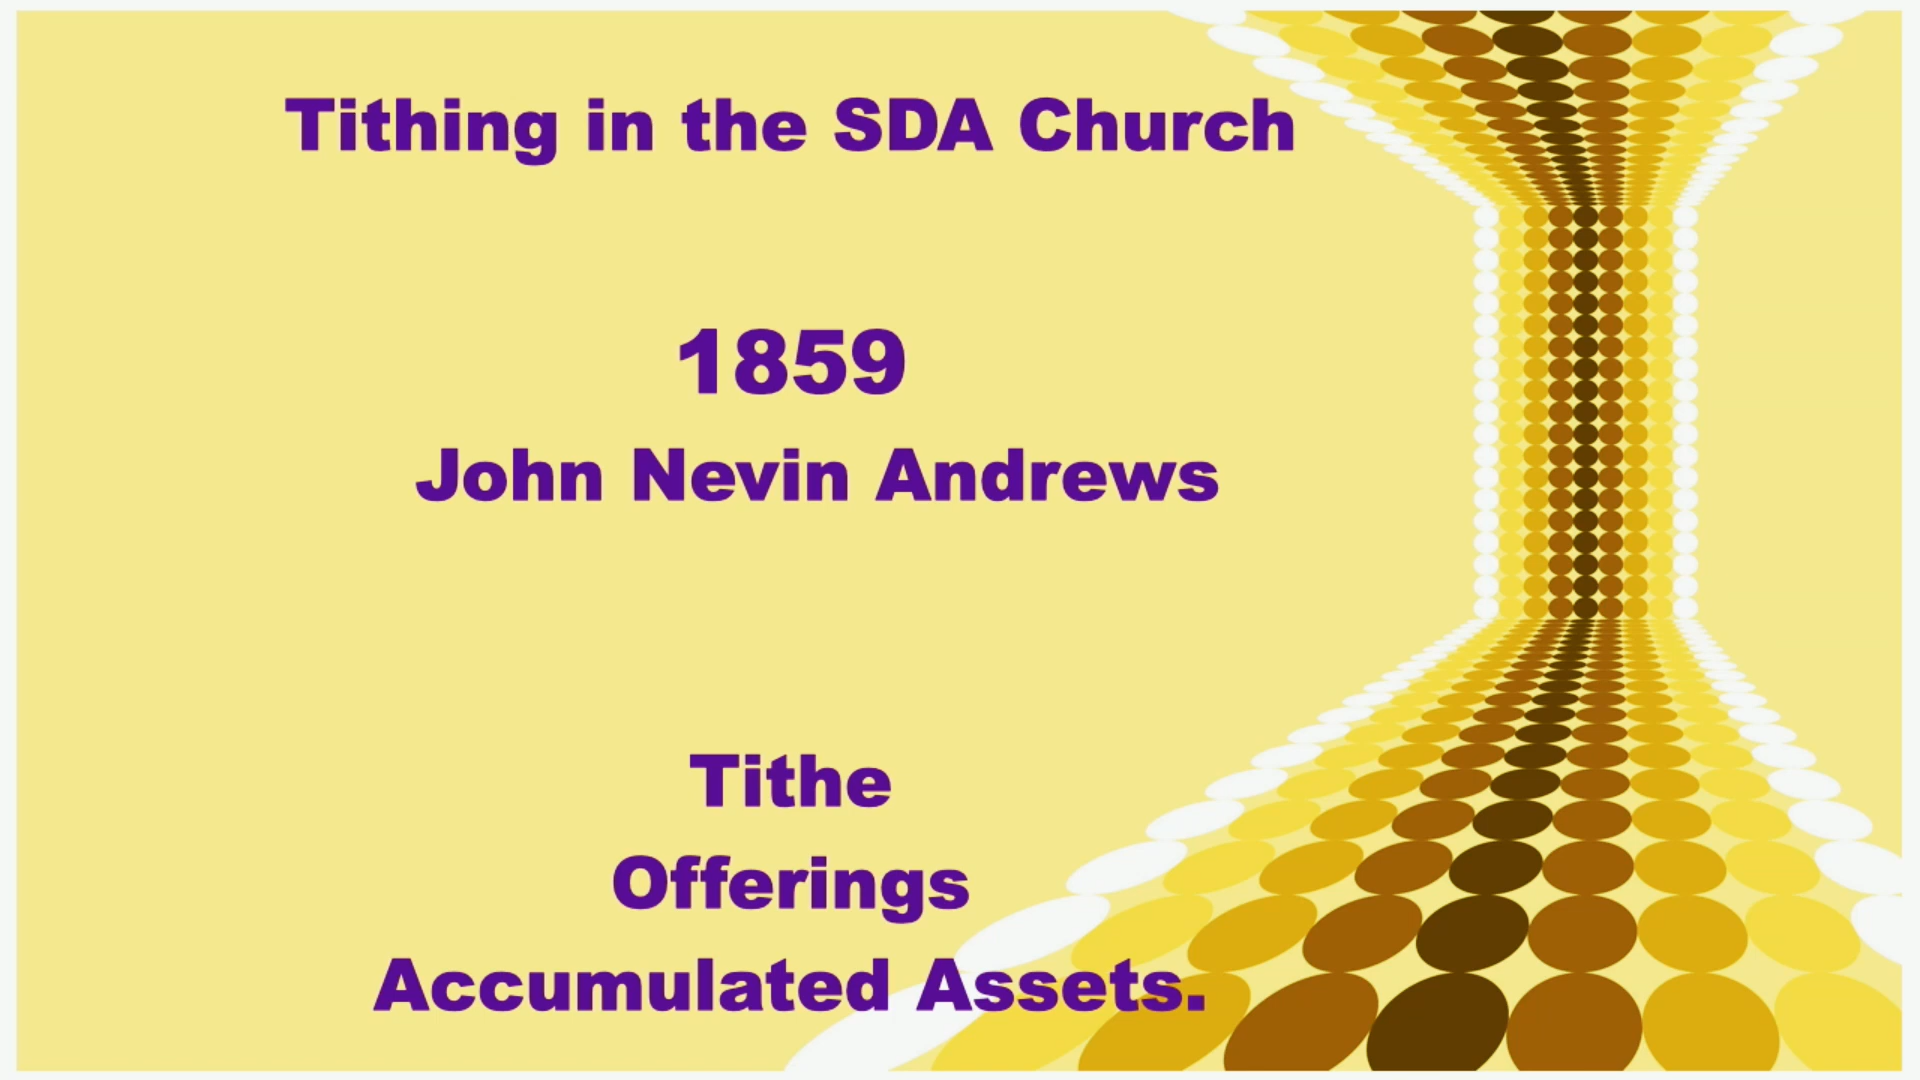 Tithing in the SDA Church
1859
John Nevin Andrews
Tithe
Offerings
Accumulated Assets.